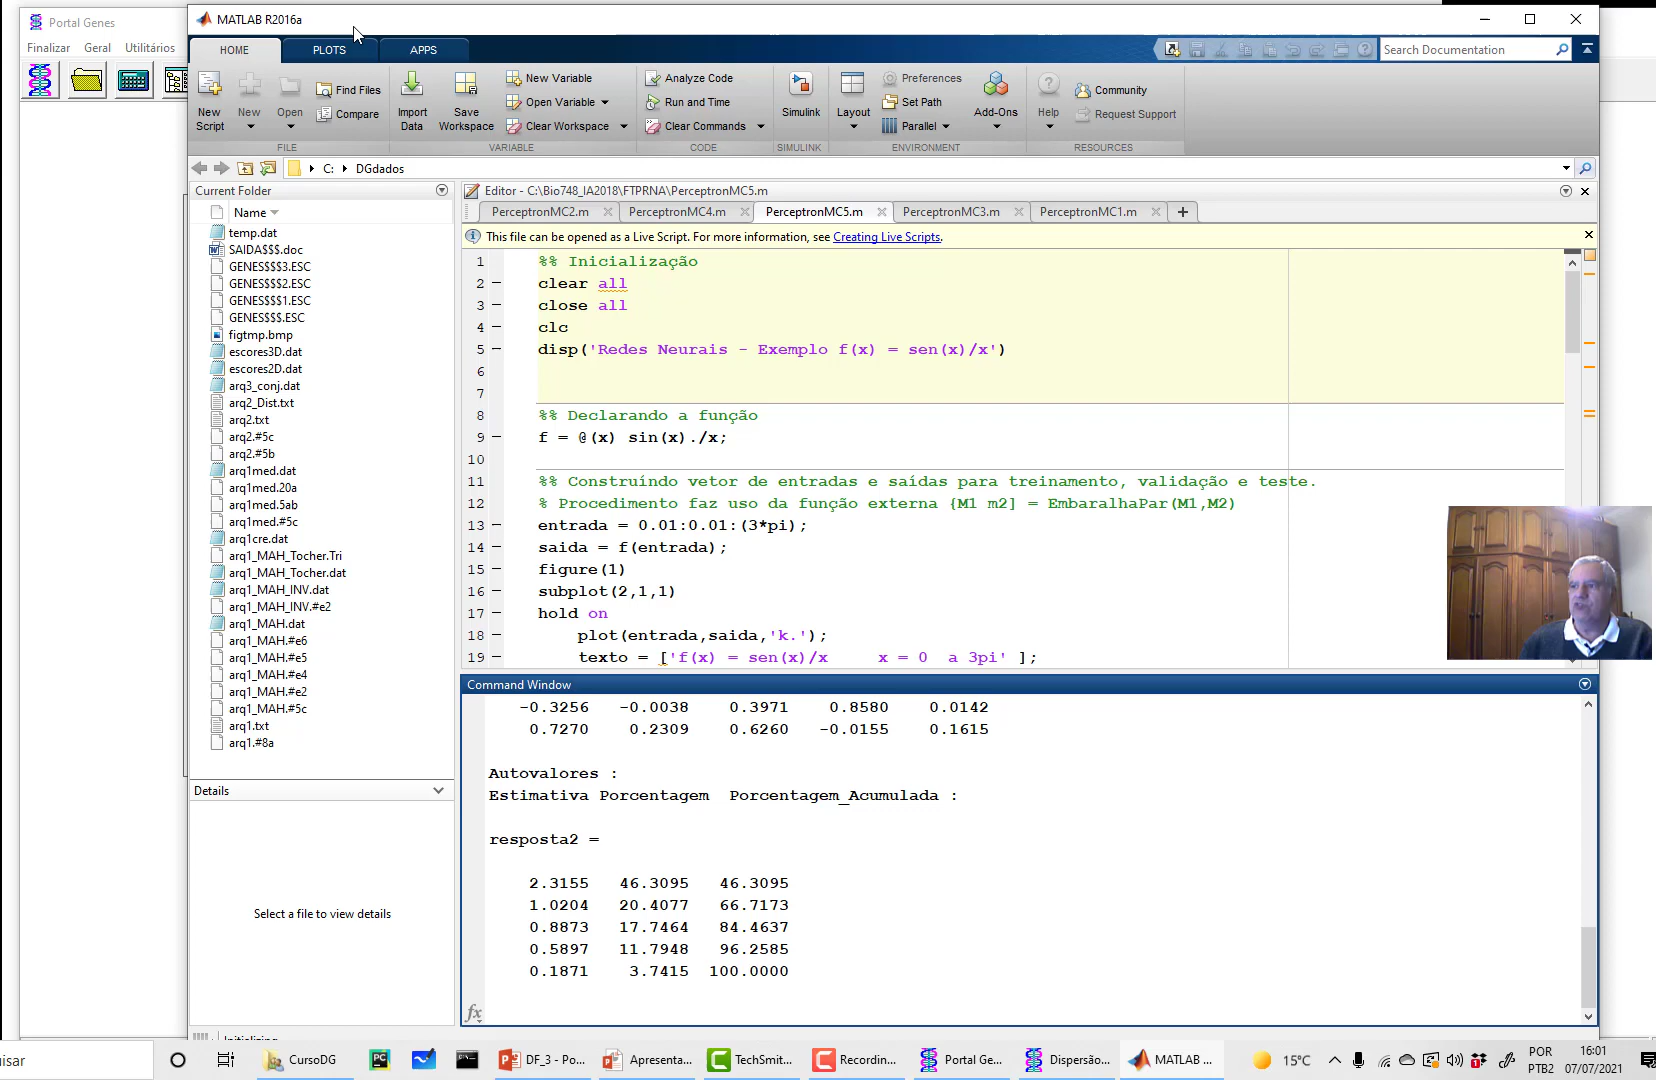 Portal Genes
Finalizar Geral Utilitários
MATLAB R2016a
HOME PLOTS APPS
Search Documentation
New Script
New
Open
Find Files
Compare
FILE
Import Data
Save Workspace
New Variable
Open Variable
Clear Workspace
VARIABLE
Analyze Code
Run and Time
Clear Commands
CODE
Simulink
SIMULINK
Layout
Preferences
Set Path
Parallel
Add-Ons
ENVIRONMENT
Help
Community
Request Support
RESOURCES
C: DGdados
Current Folder
Name
temp.dat
SAIDA$$$.doc
GENES$$$3.ESC
GENES$$$2.ESC
GENES$$$1.ESC
GENES$$$.ESC
figtmp.bmp
escores3D.dat
escores2D.dat
arq3_conj.dat
arq2_Dist.txt
arq2.txt
arq2.#5c
arq2.#5b
arq1med.dat
arq1med.20a
arq1med.5ab
arq1med.#5c
arq1cre.dat
arq1_MAH_Tocher.Tri
arq1_MAH_Tocher.dat
arq1_MAH_INV.dat
arq1_MAH_INV.#e2
arq1_MAH.dat
arq1_MAH.#e6
arq1_MAH.#e5
arq1_MAH.#e4
arq1_MAH.#e2
arq1_MAH.#5c
arq1.txt
arq1.#8a
Details
Select a file to view details
Editor - C:\Bio748_IA2018\FTPRNA\PerceptronMC5.m
PerceptronMC2.m PerceptronMC4.m PerceptronMC5.m PerceptronMC3.m PerceptronMC1.m
This file can be opened as a Live Script. For more information, see Creating Live Scripts.
1 %% Inicialização
2 clear all
3 close all
4 clc
5 disp('Redes Neurais - Exemplo f(x) = sen(x)/x')
6
7
8 %% Declarando a função
9 f = @(x) sin(x)./x;
10
11 %% Construíndo vetor de entradas e saídas para treinamento, validação e teste.
12 % Procedimento faz uso da função externa {M1 m2] = EmbaralhaPar(M1,M2)
13 entrada = 0.01:0.01:(3*pi);
14 saida = f(entrada);
15 figure(1)
16 subplot(2,1,1)
17 hold on
18 plot(entrada,saida,'k.');
19 texto = ['f(x) = sen(x)/x x = 0 a 3pi' ];
Command Window
-0.3256 -0.0038 0.3971 0.8580 0.0142
0.7270 0.2309 0.6260 -0.0155 0.1615
Autovalores :
Estimativa Porcentagem Porcentagem_Acumulada :
resposta2 =
2.3155 46.3095 46.3095
1.0204 20.4077 66.7173
0.8873 17.7464 84.4637
0.5897 11.7948 96.2585
0.1871 3.7415 100.0000
fx
Initializing
uisar
CursoDG
DF_3 - Po...
Apresenta...
TechSmit...
Recordin...
Portal Ge...
Dispersão...
MATLAB ...
15°C
POR
PTB2
16:01
07/07/2021